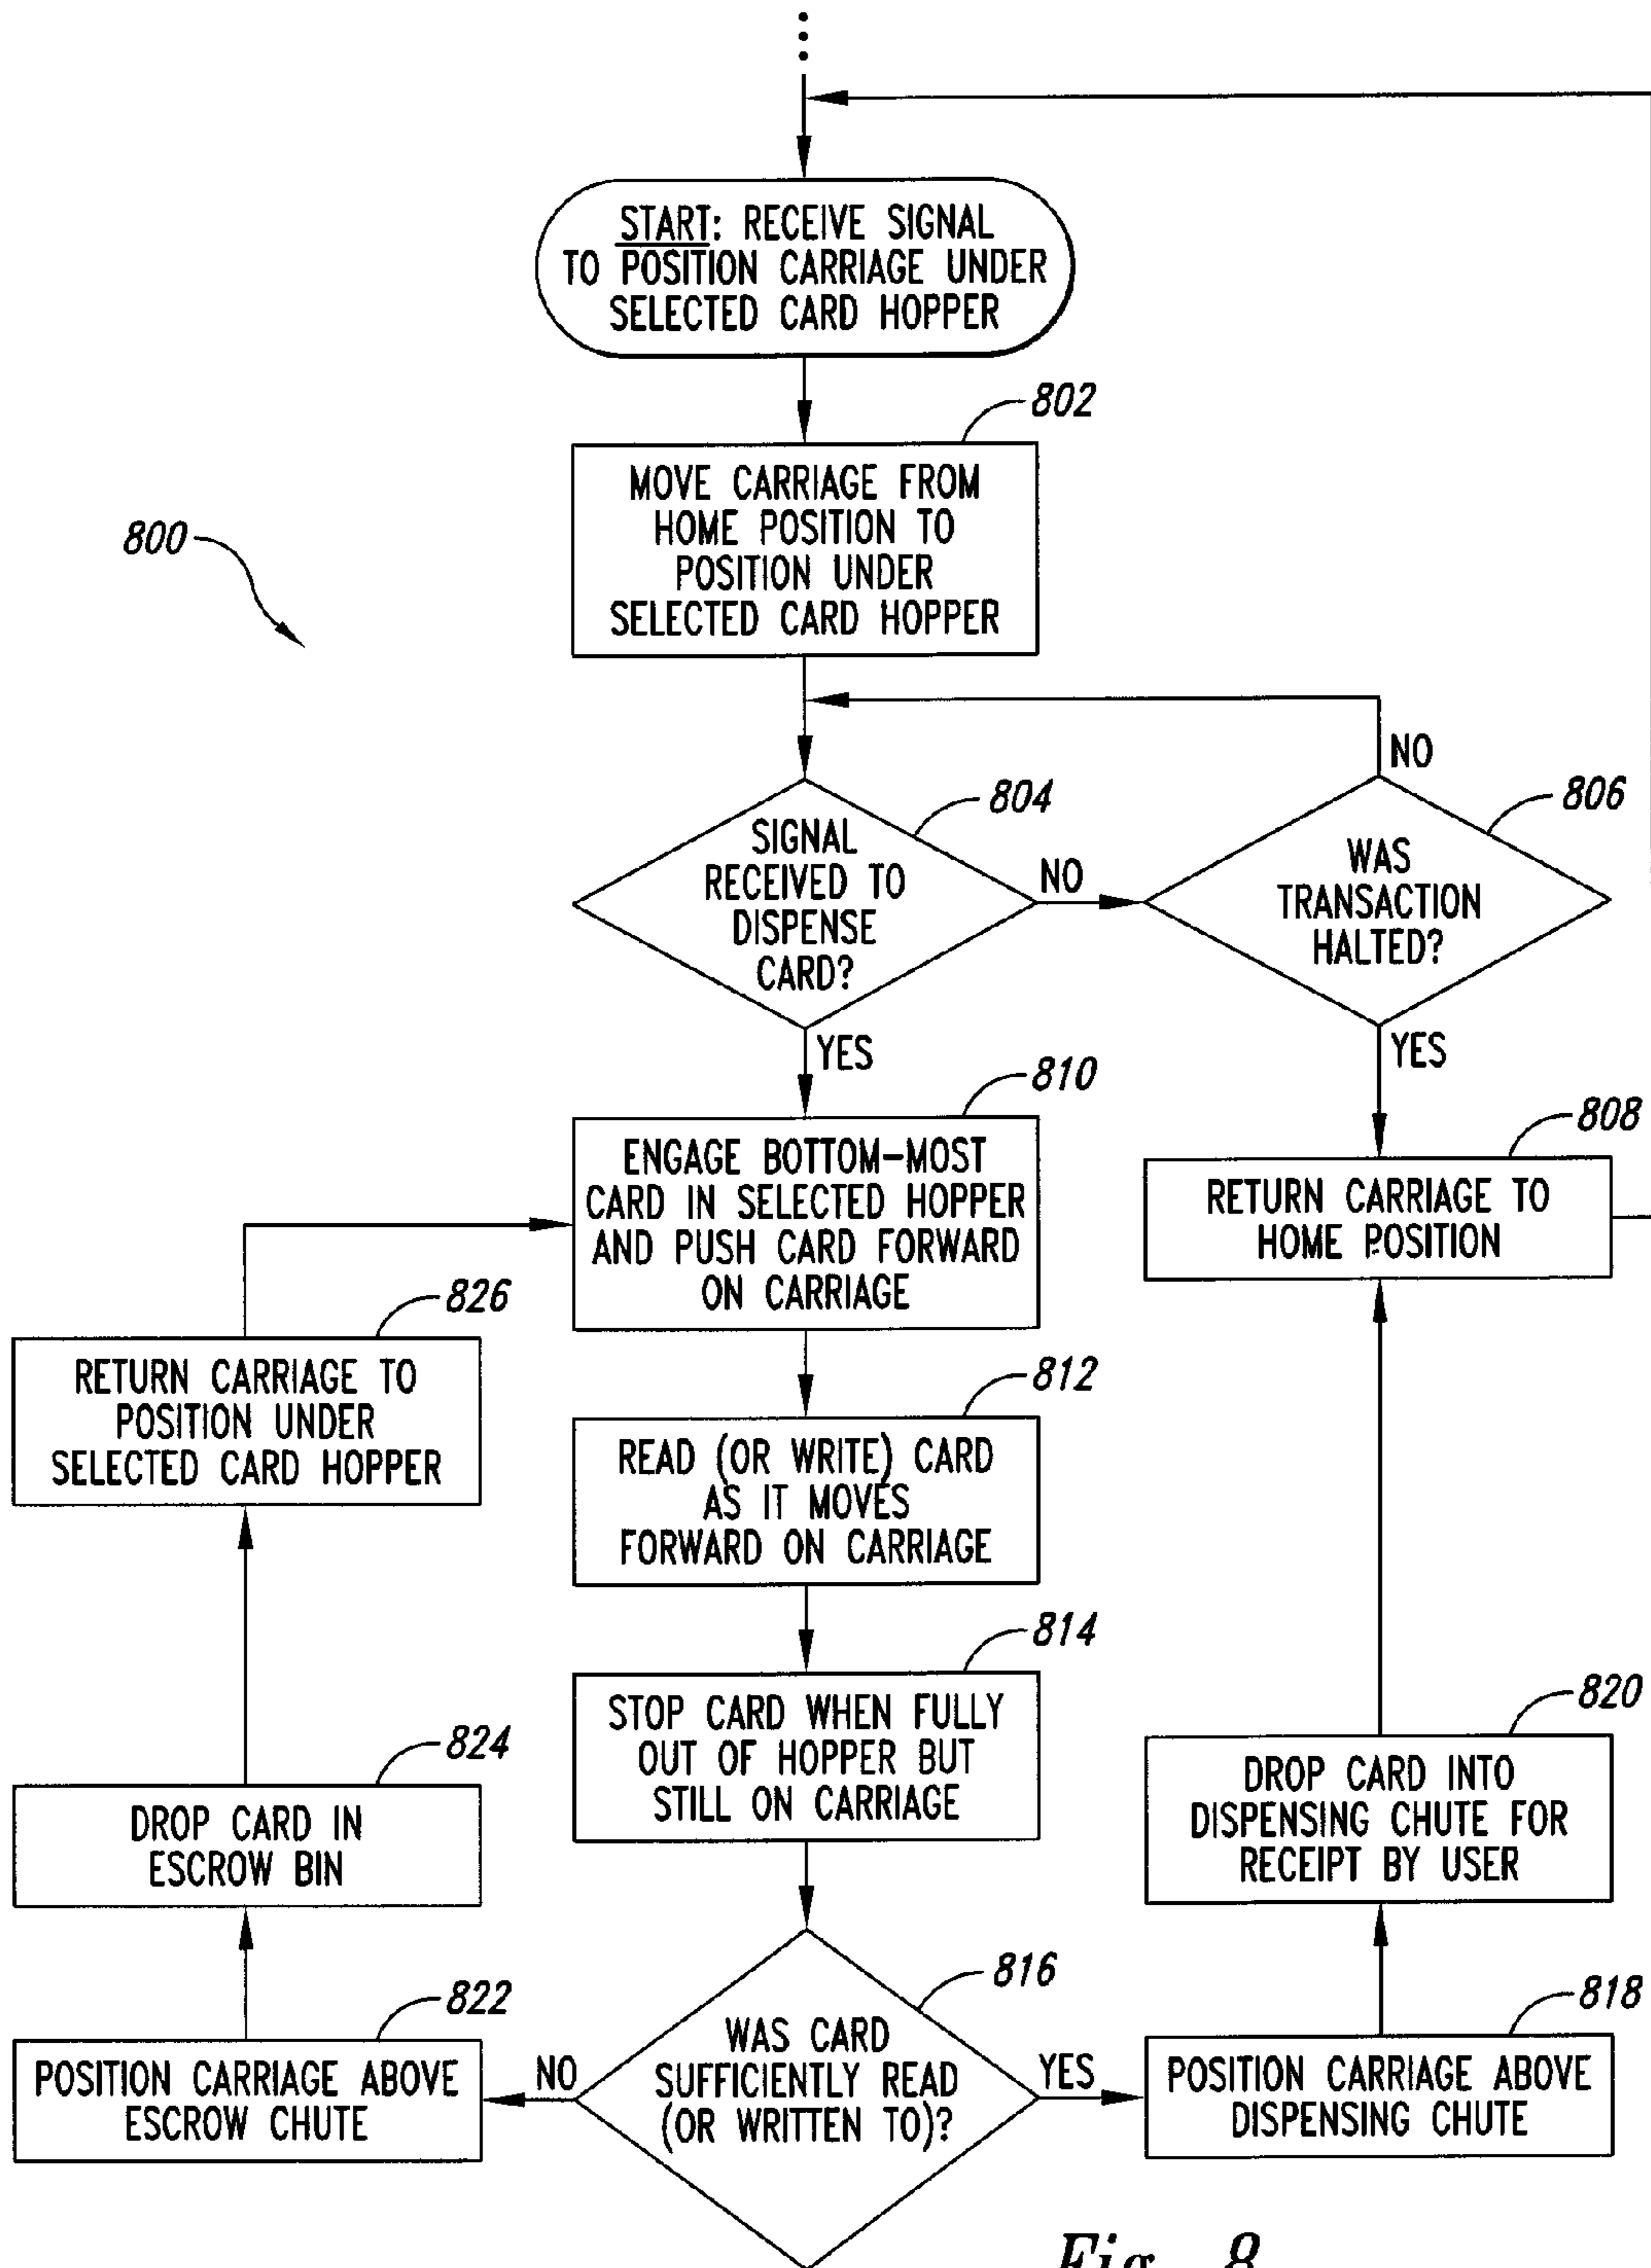 START: RECEIVE SIGNAL
TO POSITION CARRIAGE UNDER
SELECTED CARD HOPPER
802
MOVE CARRIAGE FROM
HOME POSITION TO
POSITION UNDER
SELECTED CARD HOPPER
800
NO
804
SIGNAL
RECEIVED TO
DISPENSE
CARD?
NO
806
WAS
TRANSACTION
HALTED?
YES
YES
810
ENGAGE BOTTOM-MOST
CARD IN SELECTED HOPPER
AND PUSH CARD FORWARD
ON CARRIAGE
808
RETURN CARRIAGE TO
HOME POSITION
826
RETURN CARRIAGE TO
POSITION UNDER
SELECTED CARD HOPPER
812
READ (OR WRITE) CARD
AS IT MOVES
FORWARD ON CARRIAGE
814
STOP CARD WHEN FULLY
OUT OF HOPPER BUT
STILL ON CARRIAGE
820
DROP CARD INTO
DISPENSING CHUTE FOR
RECEIPT BY USER
824
DROP CARD IN
ESCROW BIN
816
WAS CARD
SUFFICIENTLY READ
(OR WRITTEN TO)?
822
POSITION CARRIAGE ABOVE
ESCROW CHUTE
NO
YES
818
POSITION CARRIAGE ABOVE
DISPENSING CHUTE
Fig. 8